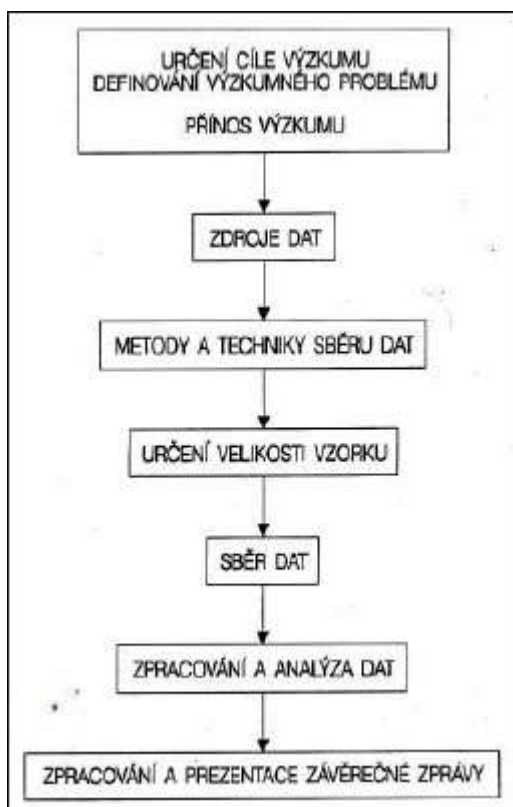 URČENÍ CÍLE VÝZKUMU
DEFINOVÁNÍ VÝZKUMNÉHO PROBLÉMU
PŘÍNOS VÝZKUMU
ZDROJE DAT
METODY A TECHNIKY SBĚRU DAT
URČENÍ VELIKOSTI VZORKU
SBĚR DAT
ZPRACOVÁNÍ A ANALÝZA DAT
ZPRACOVÁNÍ A PREZENTACE ZÁVĚREČNÉ ZPRÁVY